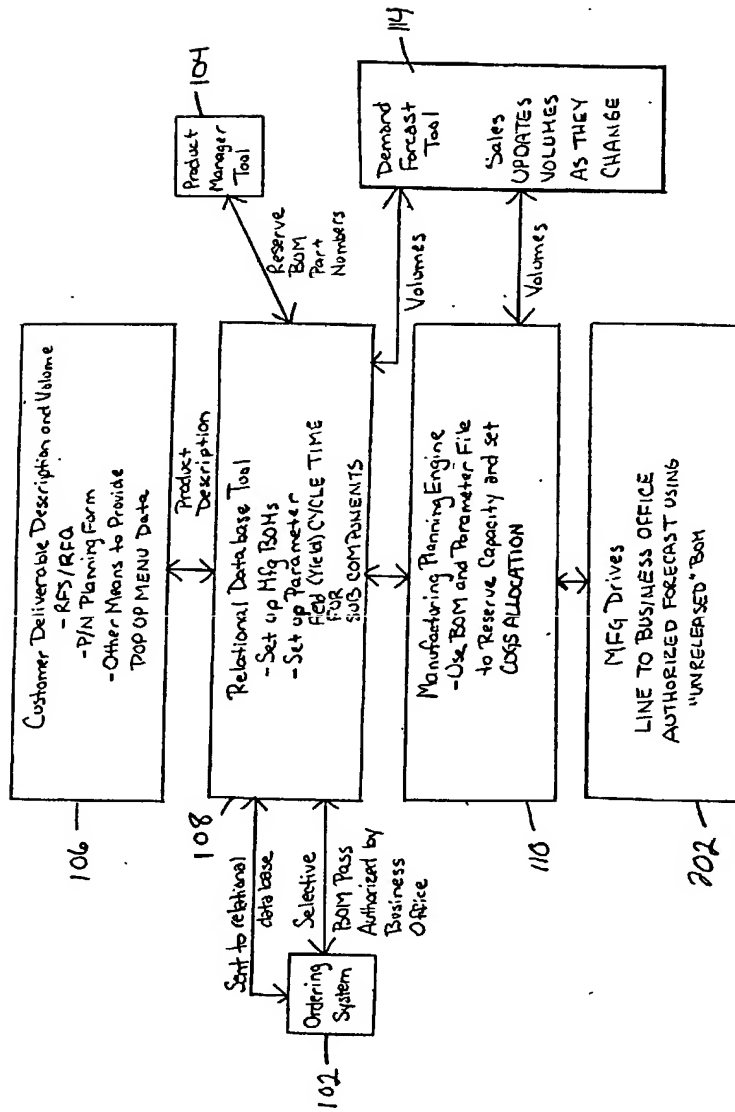 106
Customer Deliverable Description and Volume
-RFS/RFQ
-P/N Planning Form
-Other Means to Provide
POP UP MENU Data
Product
Description
104
Product
Manager
Tool
Reserve
BOM
Part
Numbers
108
Relational Database Tool
-Set up Mfg BOMs
-Set up Parameter
Field (Yield) CYCLE TIME
FOR
SUB COMPONENTS
Sent to relational
database
Selective
BOM Pass
Authorized by
Business
Office
Ordering
System
102
Volumes
114
Demand
Forcast
Tool
Sales
UPDATES
VOLUMES
AS THEY
CHANGE
Volumes
110
Manufacturing Planning Engine
-Use BOM and Parameter File
to Reserve Capacity and set
COGS ALLOCATION
202
MFG Drives
LINE TO BUSINESS OFFICE
AUTHORIZED FORECAST USING
"UNRELEASED" BOM